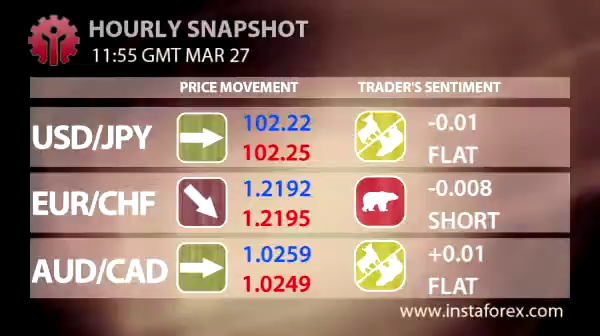 HOURLY SNAPSHOT
11:55 GMT MAR 27
PRICE MOVEMENT TRADER'S SENTIMENT
USD/JPY 102.22 -0.01
102.25 FLAT
EUR/CHF 1.2192 -0.008
1.2195 SHORT
AUD/CAD 1.0259 +0.01
1.0249 FLAT
www.instaforex.com